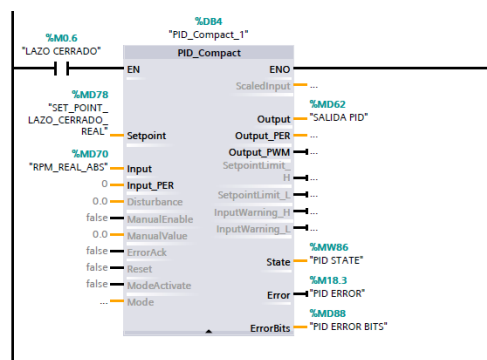 %DB4
%M0.6
"PID_Compact_1"
"LAZO CERRADO"
PID_Compact
EN
ENO
ScaledInput
...
%MD78
"SET_POINT_
LAZO_CERRADO_
REAL"
Setpoint
%MD62
Output
"SALIDA PID"
Output_PER
...
%MD70
"RPM_REAL_ABS"
Input
Output_PWM
...
0
Input_PER
SetpointLimit_
H
...
0.0
Disturbance
SetpointLimit_L
...
false
ManualEnable
InputWarning_H
...
0.0
ManualValue
InputWarning_L
...
false
ErrorAck
%MW86
State
"PID STATE"
false
Reset
false
ModeActivate
%M18.3
Error
"PID ERROR"
...
Mode
%MD88
ErrorBits
"PID ERROR BITS"